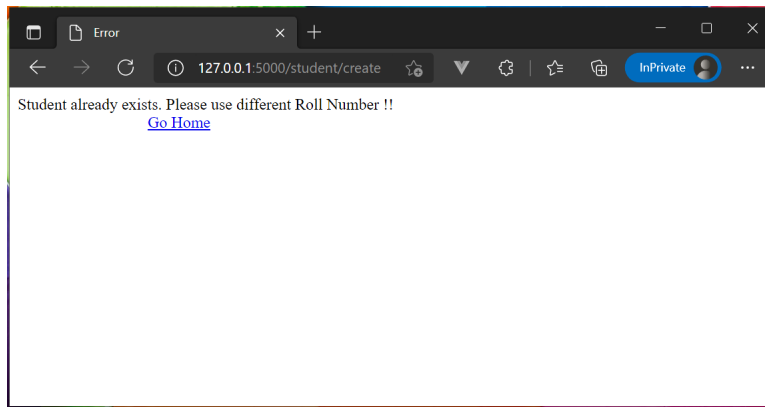 Error
127.0.0.1:5000/student/create
InPrivate
Student already exists. Please use different Roll Number !!
Go Home